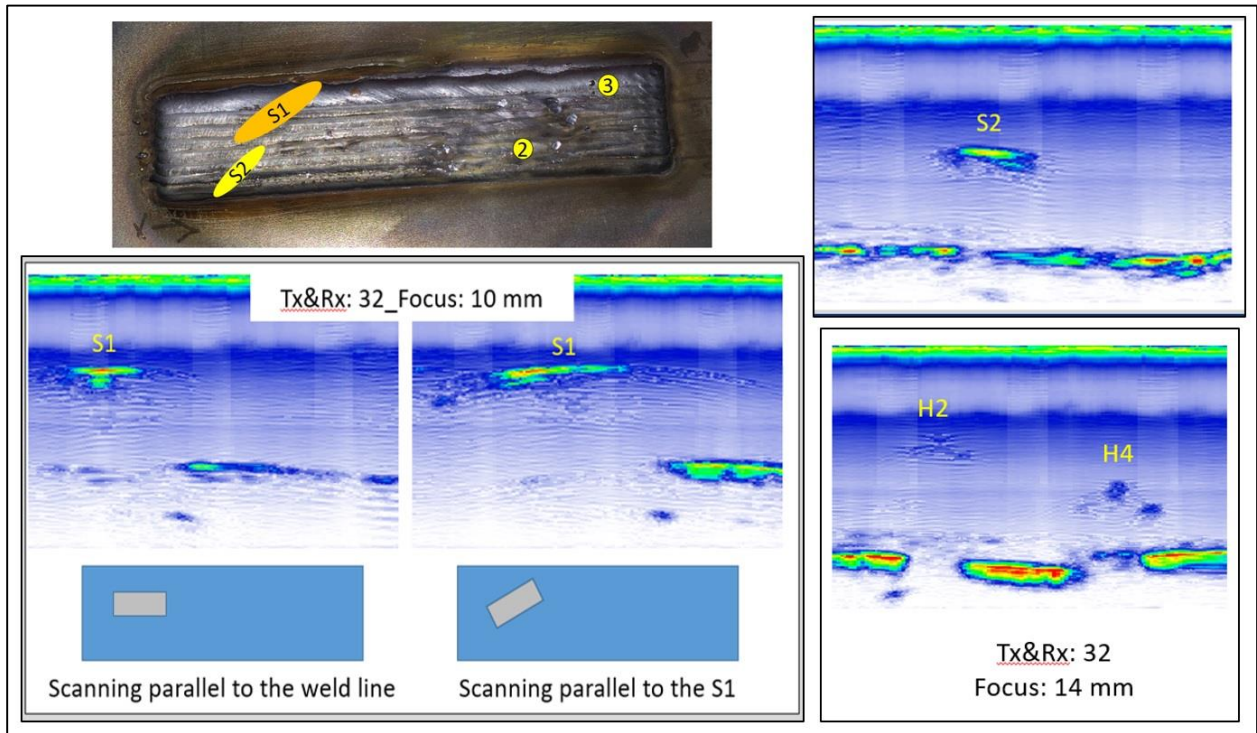 S1
S2
3
2
S2
Tx&Rx: 32_Focus: 10 mm
S1
S1
Scanning parallel to the weld line
Scanning parallel to the S1
H2
H4
Tx&Rx: 32
Focus: 14 mm